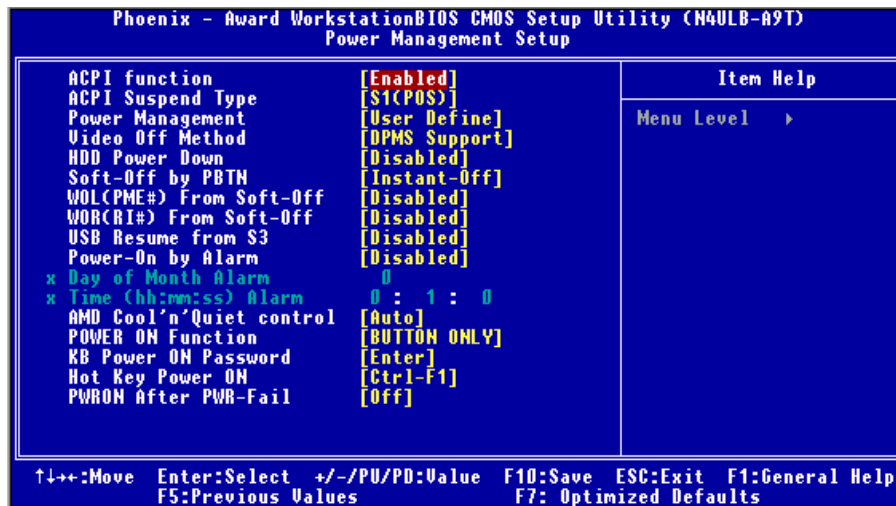 Phoenix - Award WorkstationBIOS CMOS Setup Utility (N4ULB-A9T)
Power Management Setup
ACPI function [Enabled]
ACPI Suspend Type [S1(POS)]
Power Management [User Define]
Video Off Method [DPMS Support]
HDD Power Down [Disabled]
Soft-Off by PBTN [Instant-Off]
WOL(PME#) From Soft-Off [Disabled]
WOR(RI#) From Soft-Off [Disabled]
USB Resume from S3 [Disabled]
Power-On by Alarm [Disabled]
x Day of Month Alarm 0
x Time (hh:mm:ss) Alarm 0 : 1 : 0
AMD Cool'n'Quiet control [Auto]
POWER ON Function [BUTTON ONLY]
KB Power ON Password [Enter]
Hot Key Power ON [Ctrl-F1]
PWRON After PWR-Fail [Off]
Item Help
Menu Level ▸
↑↓→←:Move Enter:Select +/-/PU/PD:Value F10:Save ESC:Exit F1:General Help
F5:Previous Values F7: Optimized Defaults